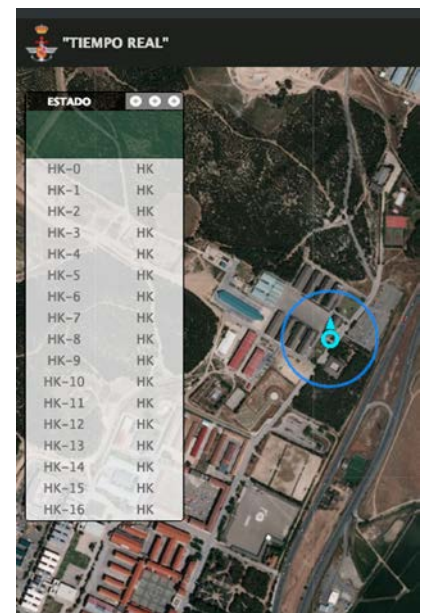 "TIEMPO REAL"
ESTADO
HK-0 HK
HK-1 HK
HK-2 HK
HK-3 HK
HK-4 HK
HK-5 HK
HK-6 HK
HK-7 HK
HK-8 HK
HK-9 HK
HK-10 HK
HK-11 HK
HK-12 HK
HK-13 HK
HK-14 HK
HK-15 HK
HK-16 HK